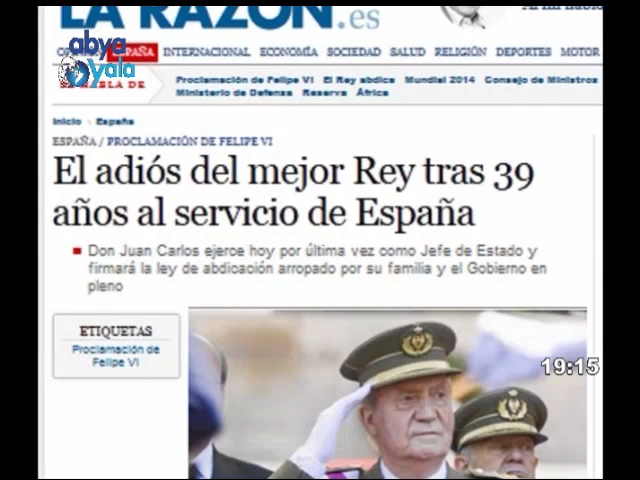 LA RAZÓN.es
abya
yala
ESPAÑA INTERNACIONAL ECONOMÍA SOCIEDAD SALUD RELIGIÓN DEPORTES MOTOR
DE
Proclamación de Felipe VI El Rey abdica Mundial 2014 Consejo de Ministros
Ministerio de Defensa Reserva África
Inicio España
ESPAÑA / PROCLAMACIÓN DE FELIPE VI
El adiós del mejor Rey tras 39
años al servicio de España
Don Juan Carlos ejerce hoy por última vez como Jefe de Estado y
firmará la ley de abdicación arropado por su familia y el Gobierno en
pleno
ETIQUETAS
Proclamación de
Felipe VI
19:15